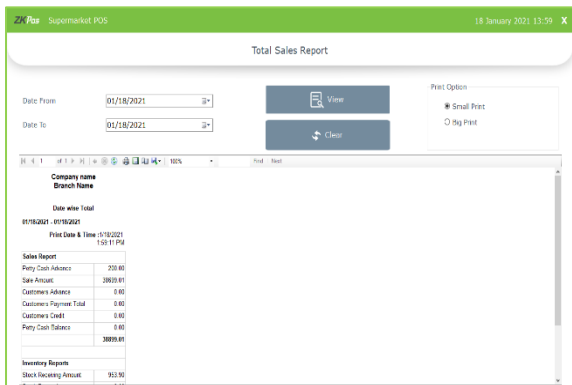 ZKPos Supermarket POS 18 January 2021 13:59 X
Total Sales Report
Date From 01/18/2021
Date To 01/18/2021
View
Clear
Print Option
Small Print
Big Print
1 of 1 100% Find Next
Company name
Branch Name
Date wise Total
01/18/2021 - 01/18/2021
Print Date & Time :1/18/2021
1:59:11 PM
Sales Report
Petty Cash Advance 200.00
Sale Amount
Customers Advance 0.00
Customers Payment Total 0.00
Customers Credit 0.00
Petty Cash Balance 0.00
Inventory Reports
Stock Receiving Amount 953.90